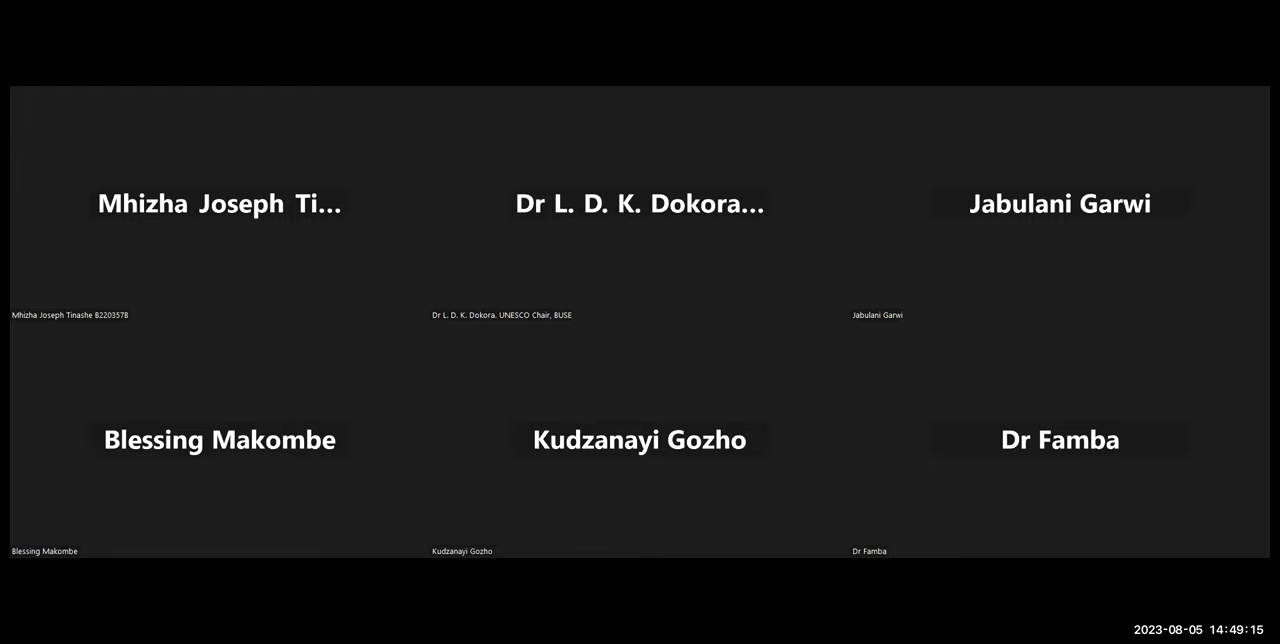 Mhizha Joseph Ti...
Dr L. D. K. Dokora...
Jabulani Garwi
Mhizha Joseph Tinashe B220357B
Dr L. D. K. Dokora. UNESCO Chair, BUSE
Jabulani Garwi
Blessing Makombe
Kudzanayi Gozho
Dr Famba
Blessing Makombe
Kudzanayi Gozho
Dr Famba
2023-08-05 14:49:15